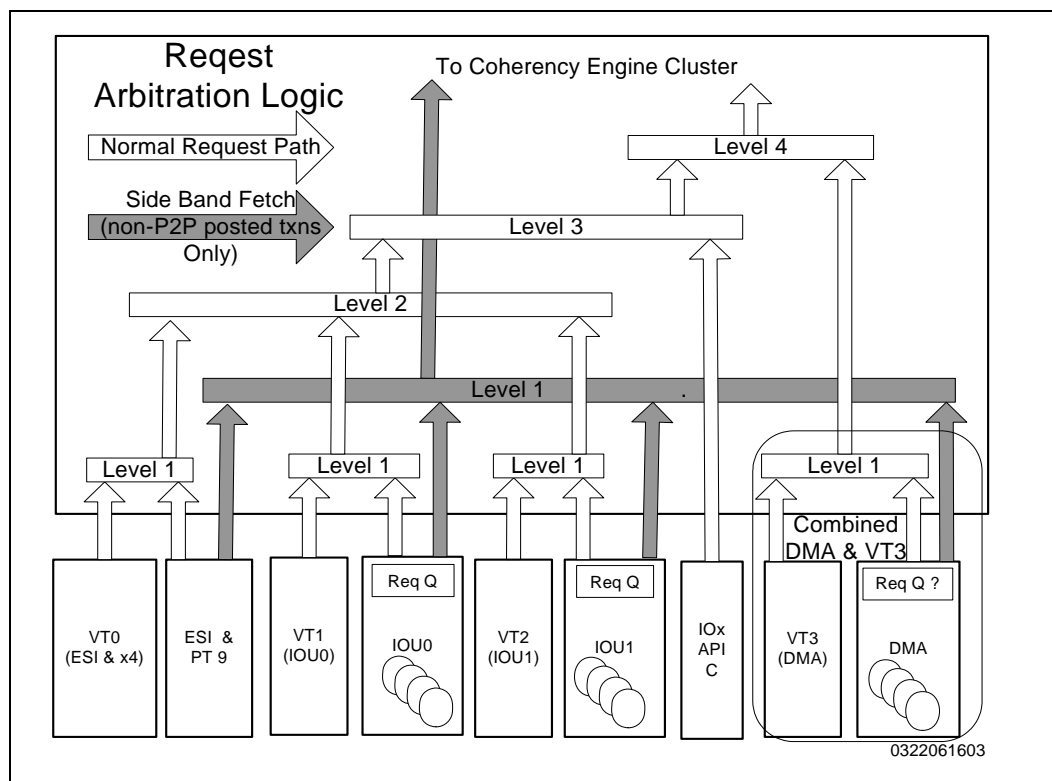 Reqest
Arbitration Logic
To Coherency Engine Cluster
Normal Request Path
Level 4
Side Band Fetch
(non-P2P posted txns
Only)
Level 3
Level 2
Level 1 .
Level 1
Level 1
Level 1
Level 1
Combined
DMA & VT3
VT0
(ESI & x4)
ESI &
PT 9
VT1
(IOU0)
Req Q
IOU0
VT2
(IOU1)
Req Q
IOU1
IOx
API
C
VT3
(DMA)
Req Q ?
DMA
0322061603